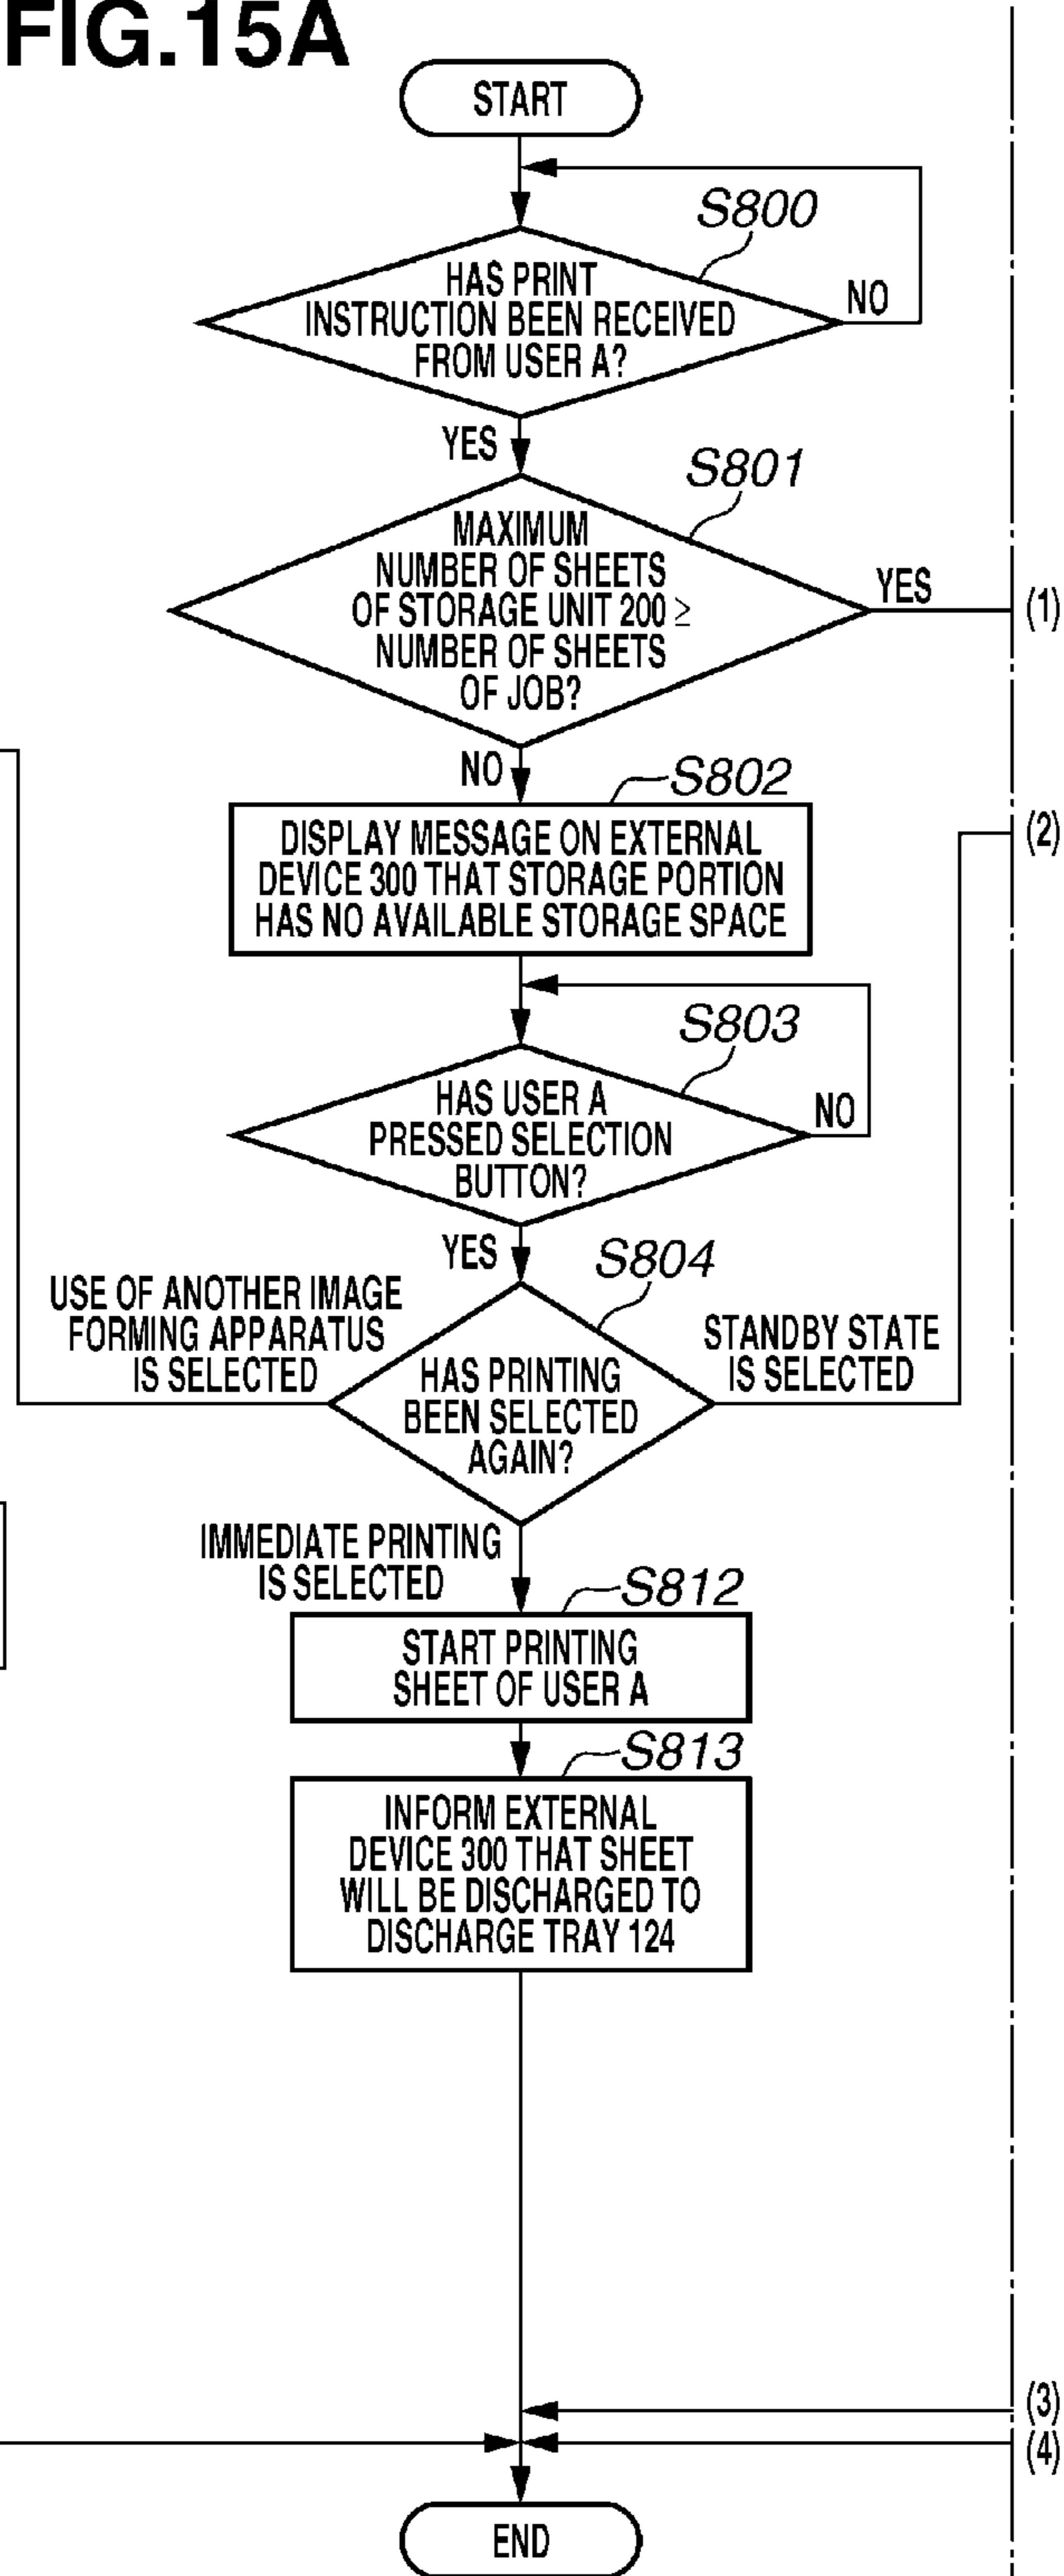 FIG.15A
START
S800
HAS PRINT
INSTRUCTION BEEN RECEIVED
FROM USER A?
NO
YES
S801
MAXIMUM
NUMBER OF SHEETS
OF STORAGE UNIT 200 ≥
NUMBER OF SHEETS
OF JOB?
YES
(1)
NO
S802
DISPLAY MESSAGE ON EXTERNAL
DEVICE 300 THAT STORAGE PORTION
HAS NO AVAILABLE STORAGE SPACE
(2)
S803
HAS USER A
PRESSED SELECTION
BUTTON?
NO
YES
S804
USE OF ANOTHER IMAGE
FORMING APPARATUS
IS SELECTED
HAS PRINTING
BEEN SELECTED
AGAIN?
STANDBY STATE
IS SELECTED
IMMEDIATE PRINTING
IS SELECTED
S812
START PRINTING
SHEET OF USER A
S813
INFORM EXTERNAL
DEVICE 300 THAT SHEET
WILL BE DISCHARGED TO
DISCHARGE TRAY 124
(3)
(4)
END